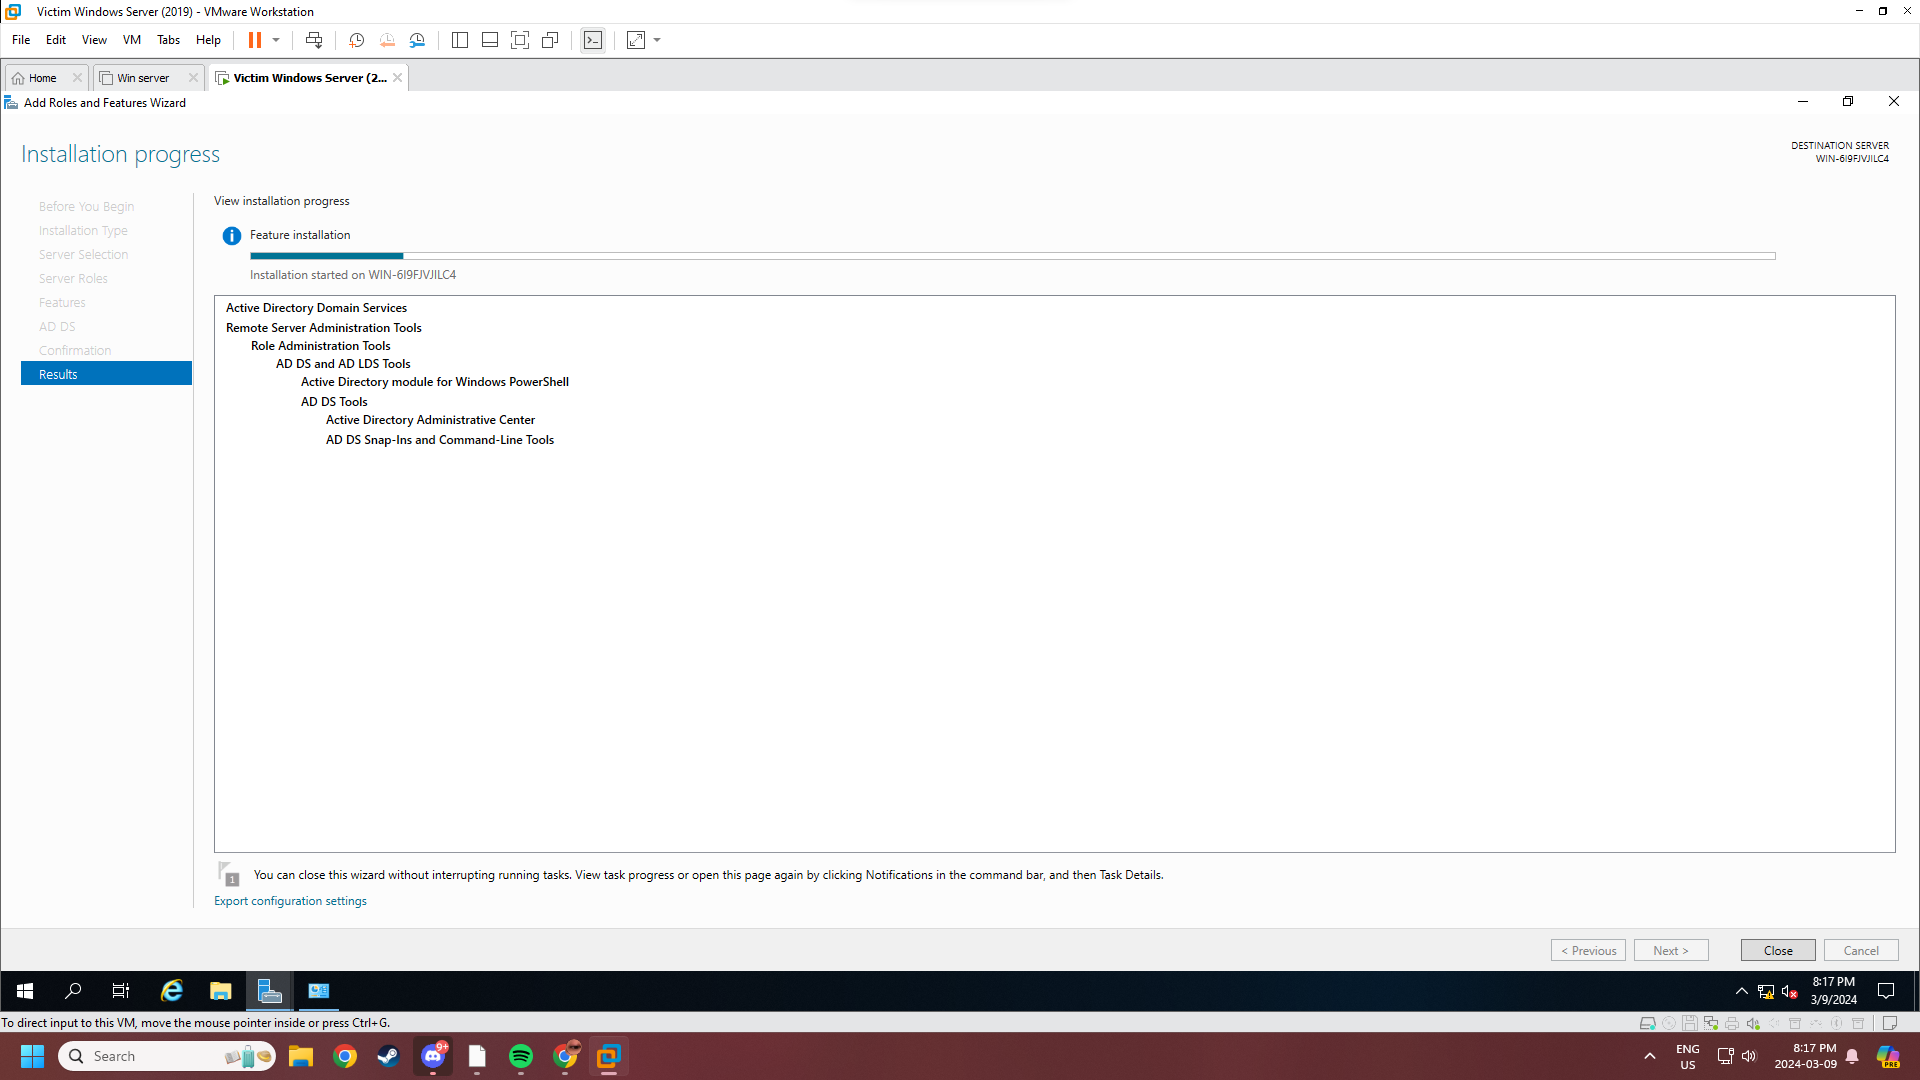 Victim Windows Server (2019) - VMware Workstation
File Edit View VM Tabs Help
Home Win server Victim Windows Server (2...
Add Roles and Features Wizard
Installation progress
DESTINATION SERVER
WIN-6I9FJVJILC4
Before You Begin
Installation Type
Server Selection
Server Roles
Features
AD DS
Confirmation
Results
View installation progress
Feature installation
Installation started on WIN-6I9FJVJILC4
Active Directory Domain Services
Remote Server Administration Tools
Role Administration Tools
AD DS and AD LDS Tools
Active Directory module for Windows PowerShell
AD DS Tools
Active Directory Administrative Center
AD DS Snap-Ins and Command-Line Tools
1
You can close this wizard without interrupting running tasks. View task progress or open this page again by clicking Notifications in the command bar, and then Task Details.
Export configuration settings
< Previous Next > Close Cancel
8:17 PM
3/9/2024
To direct input to this VM, move the mouse pointer inside or press Ctrl+G.
Search
9+
ENG
US
8:17 PM
2024-03-09
PRE